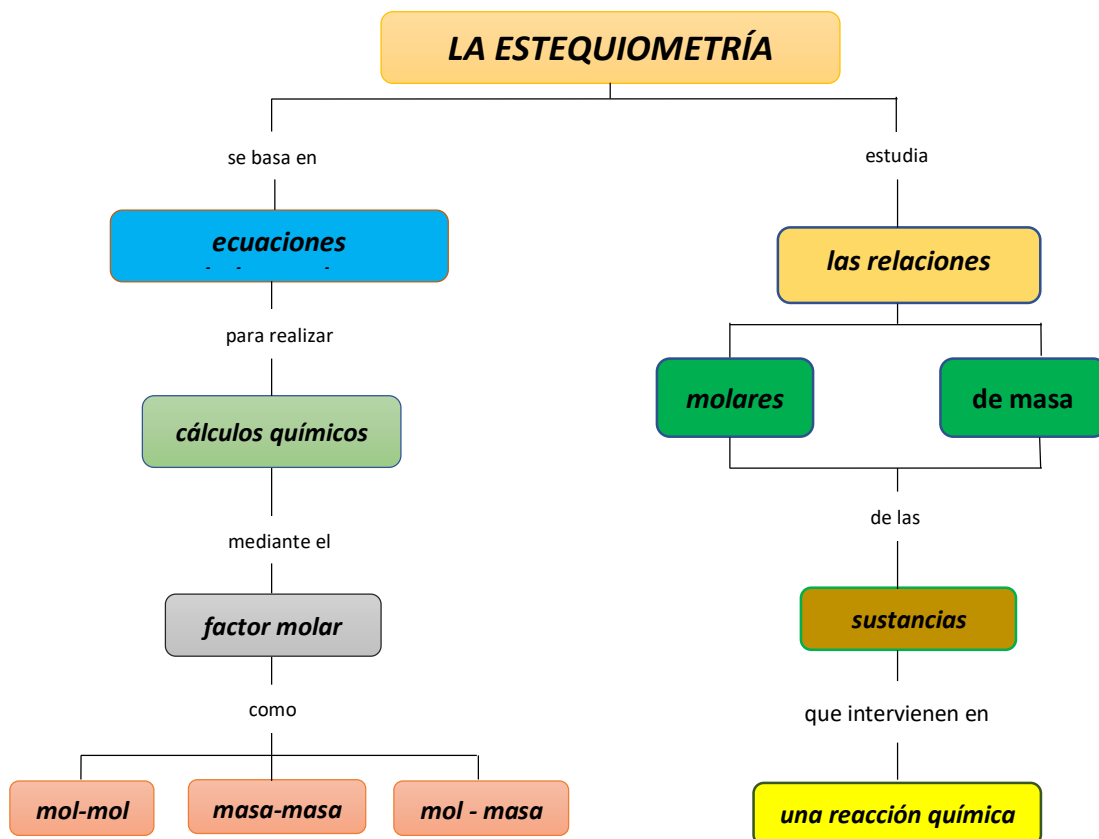 LA ESTEQUIOMETRÍA
se basa en
estudia
ecuaciones
las relaciones
para realizar
molares
de masa
cálculos químicos
de las
mediante el
factor molar
sustancias
como
que intervienen en
mol-mol
masa-masa
mol - masa
una reacción química